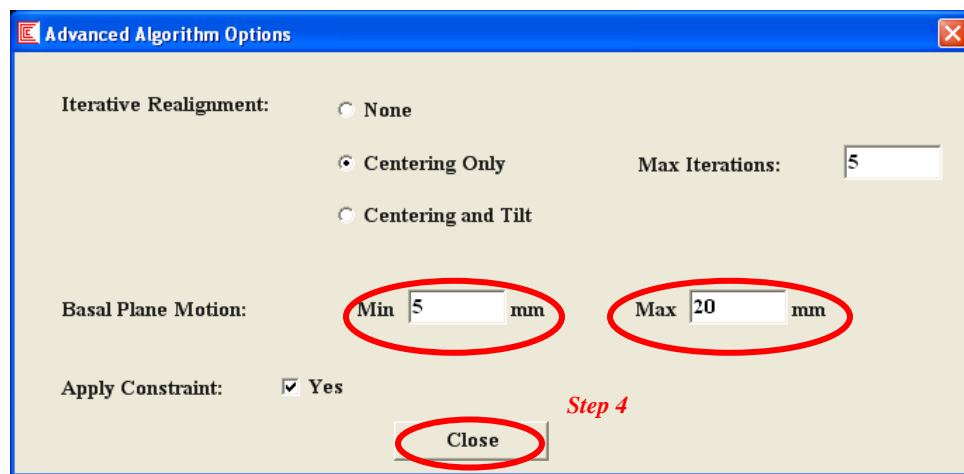 Advanced Algorithm Options
Iterative Realignment:
None
Centering Only
Max Iterations: 5
Centering and Tilt
Basal Plane Motion: Min 5 mm Max 20 mm
Apply Constraint: Yes
Step 4
Close